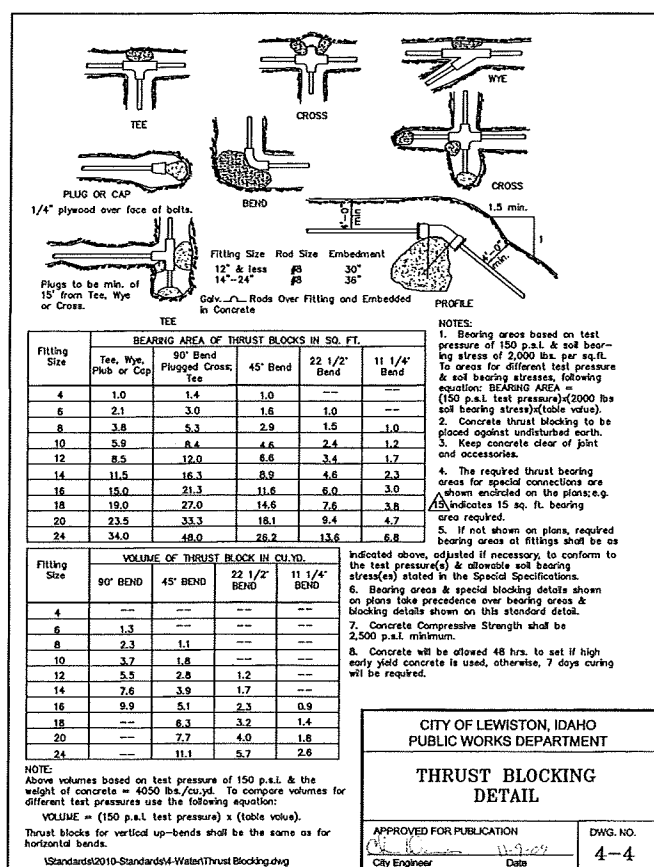 TEE
CROSS
WYE
PLUG OR CAP
1/4" plywood over face of bolts.
BEND
CROSS
4'-0"
min.
1.5 min.
1
4'-0"
min.
Plugs to be min. of
15' from Tee, Wye
or Cross.
TEE
Fitting Size Rod Size Embedment
12" & less #8 30"
14"-24" #8 36"
Galv. Rods Over Fitting and Embedded
in Concrete
PROFILE
Fitting Size
BEARING AREA OF THRUST BLOCKS IN SQ. FT.
Tee, Wye, Plub or Cap
90° Bend Plugged Cross; Tee
45° Bend
22 1/2° Bend
11 1/4° Bend
4 1.0 1.4 1.0 -- --
6 2.1 3.0 1.6 1.0 --
8 3.8 5.3 2.9 1.5 1.0
10 5.9 8.4 4.6 2.4 1.2
12 8.5 12.0 6.6 3.4 1.7
14 11.5 16.3 8.9 4.6 2.3
16 15.0 21.3 11.6 6.0 3.0
18 19.0 27.0 14.6 7.6 3.8
20 23.5 33.3 18.1 9.4 4.7
24 34.0 48.0 26.2 13.6 6.8
Fitting Size
VOLUME OF THRUST BLOCK IN CU.YD.
90° BEND
45° BEND
22 1/2° BEND
11 1/4° BEND
4 -- -- -- --
6 1.3 -- -- --
8 2.3 1.1 -- --
10 3.7 1.8 -- --
12 5.5 2.8 1.2 --
14 7.6 3.9 1.7 --
16 9.9 5.1 2.3 0.9
18 -- 6.3 3.2 1.4
20 -- 7.7 4.0 1.8
24 -- 11.1 5.7 2.6
NOTE:
Above volumes based on test pressure of 150 p.s.i. & the
weight of concrete = 4050 lbs./cu.yd. To compare volumes for
different test pressures use the following equation:
VOLUME = (150 p.s.i. test pressure) x (table value).
Thrust blocks for vertical up-bends shall be the same as for
horizontal bends.
\Standards\2010-Standards\4-Water\Thrust Blocking.dwg
NOTES:
1. Bearing areas based on test
pressure of 150 p.s.i. & soil bear-
ing stress of 2,000 lbs. per sq.ft.
To areas for different test pressure
& soil bearing stresses, following
equation: BEARING AREA =
(150 p.s.i. test pressure)x(2000 lbs
soil bearing stress)x(table value).
2. Concrete thrust blocking to be
placed against undisturbed earth.
3. Keep concrete clear of joint
and accessories.
4. The required thrust bearing
areas for special connections are
shown encircled on the plans; e.g.
15 indicates 15 sq. ft. bearing
area required.
5. If not shown on plans, required
bearing areas at fittings shall be as
indicated above, adjusted if necessary, to conform to
the test pressure(s) & allowable soil bearing
stress(es) stated in the Special Specifications.
6. Bearing areas & special blocking details shown
on plans take precedence over bearing areas &
blocking details shown on this standard detail.
7. Concrete Compressive Strength shall be
2,500 p.s.i. minimum.
8. Concrete will be allowed 48 hrs. to set if high
early yield concrete is used, otherwise, 7 days curing
will be required.
CITY OF LEWISTON, IDAHO
PUBLIC WORKS DEPARTMENT
THRUST BLOCKING
DETAIL
APPROVED FOR PUBLICATION
City Engineer Date
DWG. NO.
4-4